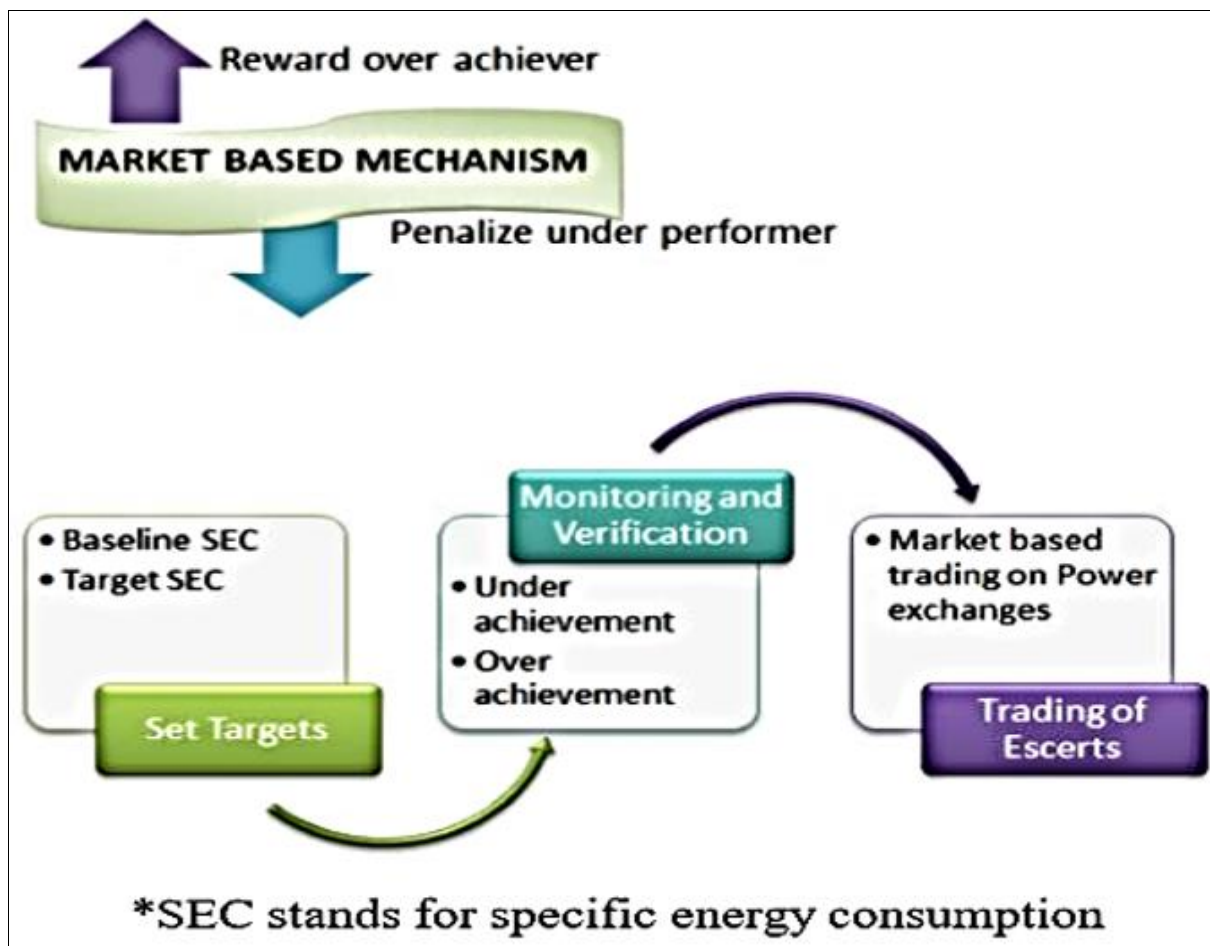 Reward over achiever
MARKET BASED MECHANISM
Penalize under performer
• Baseline SEC
• Target SEC
Set Targets
Monitoring and
Verification
• Under
achievement
• Over
achievement
• Market based
trading on Power
exchanges
Trading of
Escerts
*SEC stands for specific energy consumption